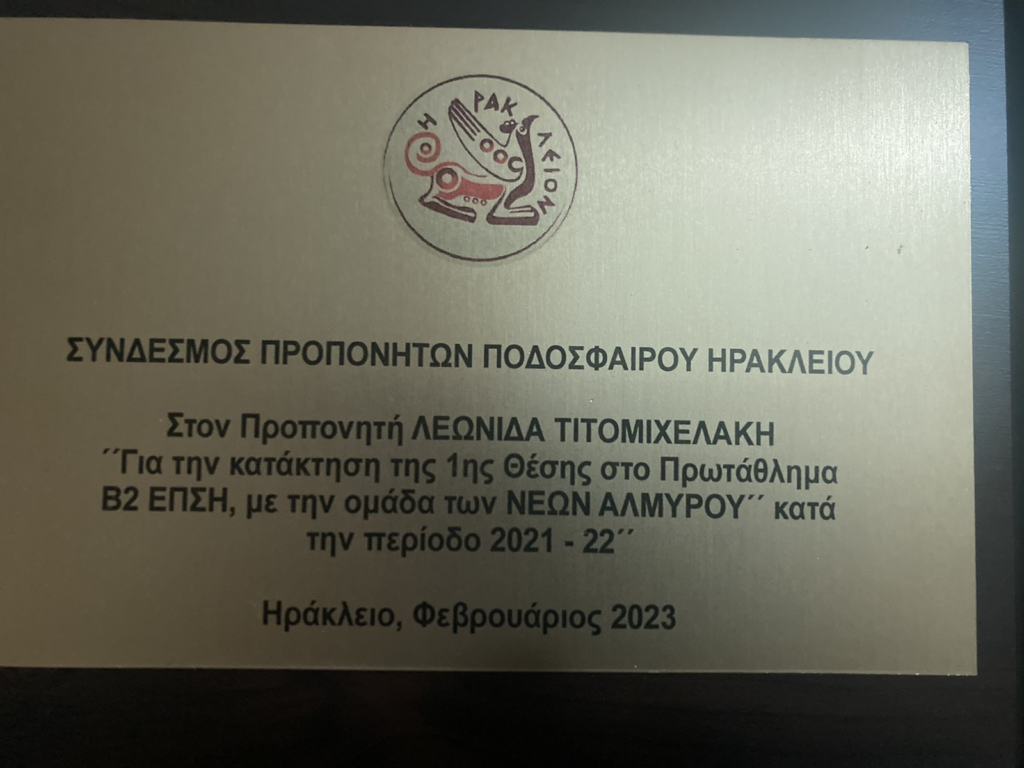 ΗΡΑΚΛΕΙΟΝ
ΣΥΝΔΕΣΜΟΣ ΠΡΟΠΟΝΗΤΩΝ ΠΟΔΟΣΦΑΙΡΟΥ ΗΡΑΚΛΕΙΟΥ
Στον Προπονητή ΛΕΩΝΙΔΑ ΤΙΤΟΜΙΧΕΛΑΚΗ
΄΄Για την κατάκτηση της 1ης Θέσης στο Πρωτάθλημα
Β2 ΕΠΣΗ, με την ομάδα των ΝΕΩΝ ΑΛΜΥΡΟΥ΄΄ κατά
την περίοδο 2021 - 22΄΄
Ηράκλειο, Φεβρουάριος 2023